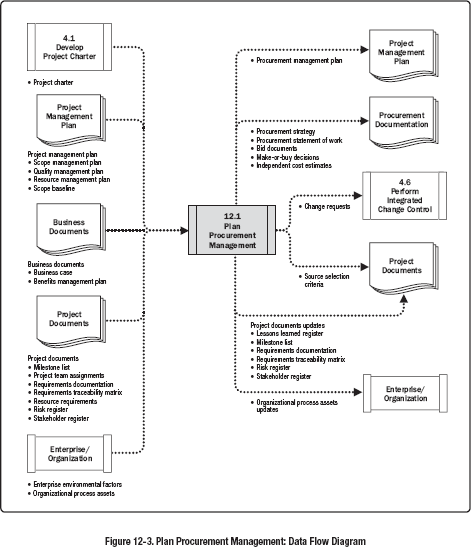 4.1
Develop
Project Charter
• Project charter
Project
Management
Plan
Project management plan
• Scope management plan
• Quality management plan
• Resource management plan
• Scope baseline
Business
Documents
Business documents
• Business case
• Benefits management plan
Project
Documents
Project documents
• Milestone list
• Project team assignments
• Requirements documentation
• Requirements traceability matrix
• Resource requirements
• Risk register
• Stakeholder register
Enterprise/
Organization
• Enterprise environmental factors
• Organizational process assets
12.1
Plan
Procurement
Management
• Procurement management plan
Project
Management
Plan
• Procurement strategy
• Procurement statement of work
• Bid documents
• Make-or-buy decisions
• Independent cost estimates
Procurement
Documentation
• Change requests
4.6
Perform
Integrated
Change Control
• Source selection
criteria
Project
Documents
Project documents updates
• Lessons learned register
• Milestone list
• Requirements documentation
• Requirements traceability matrix
• Risk register
• Stakeholder register
• Organizational process assets
updates
Enterprise/
Organization
Figure 12-3. Plan Procurement Management: Data Flow Diagram